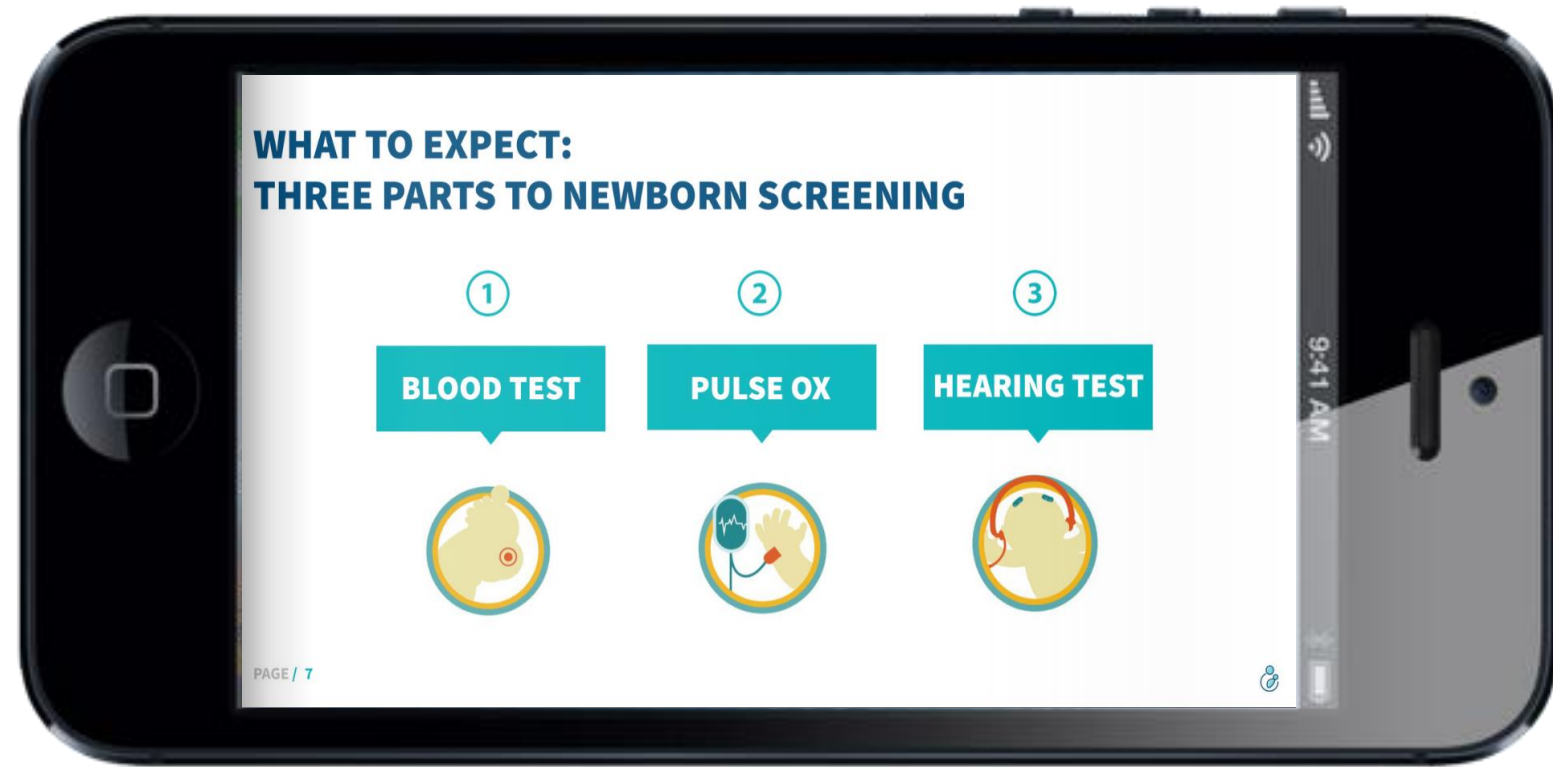 WHAT TO EXPECT:
THREE PARTS TO NEWBORN SCREENING
1
2
3
BLOOD TEST
PULSE OX
HEARING TEST
PAGE / 7
9:41 AM